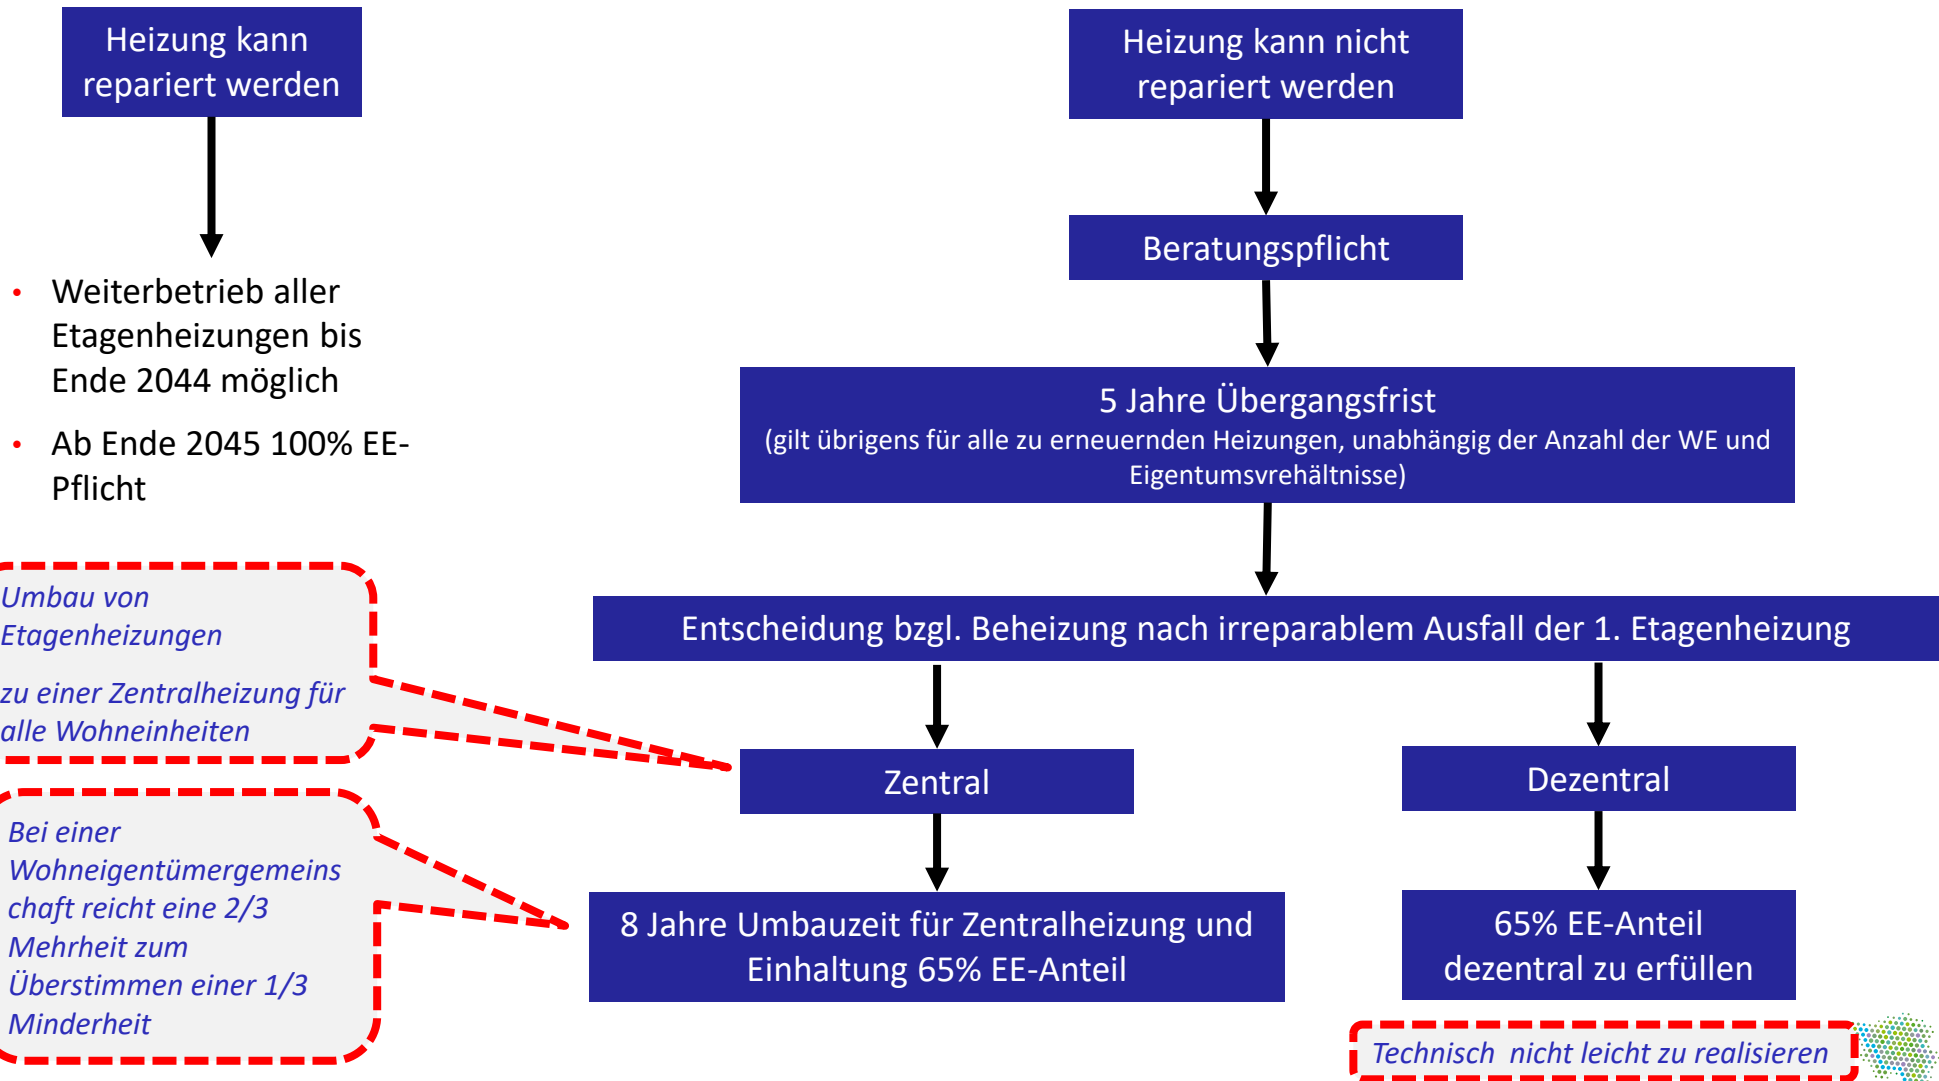 Heizung kann
repariert werden
Weiterbetrieb aller
Etagenheizungen bis
Ende 2044 möglich
Ab Ende 2045 100% EE-
Pflicht
Umbau von
Etagenheizungen
zu einer Zentralheizung für
alle Wohneinheiten
Bei einer
Wohneigentümergemeins
chaft reicht eine 2/3
Mehrheit zum
Überstimmen einer 1/3
Minderheit
Heizung kann nicht
repariert werden
Beratungspflicht
5 Jahre Übergangsfrist
(gilt übrigens für alle zu erneuernden Heizungen, unabhängig der Anzahl der WE und
Eigentumsvrehältnisse)
Entscheidung bzgl. Beheizung nach irreparablem Ausfall der 1. Etagenheizung
Zentral
8 Jahre Umbauzeit für Zentralheizung und
Einhaltung 65% EE-Anteil
Dezentral
65% EE-Anteil
dezentral zu erfüllen
Technisch nicht leicht zu realisieren